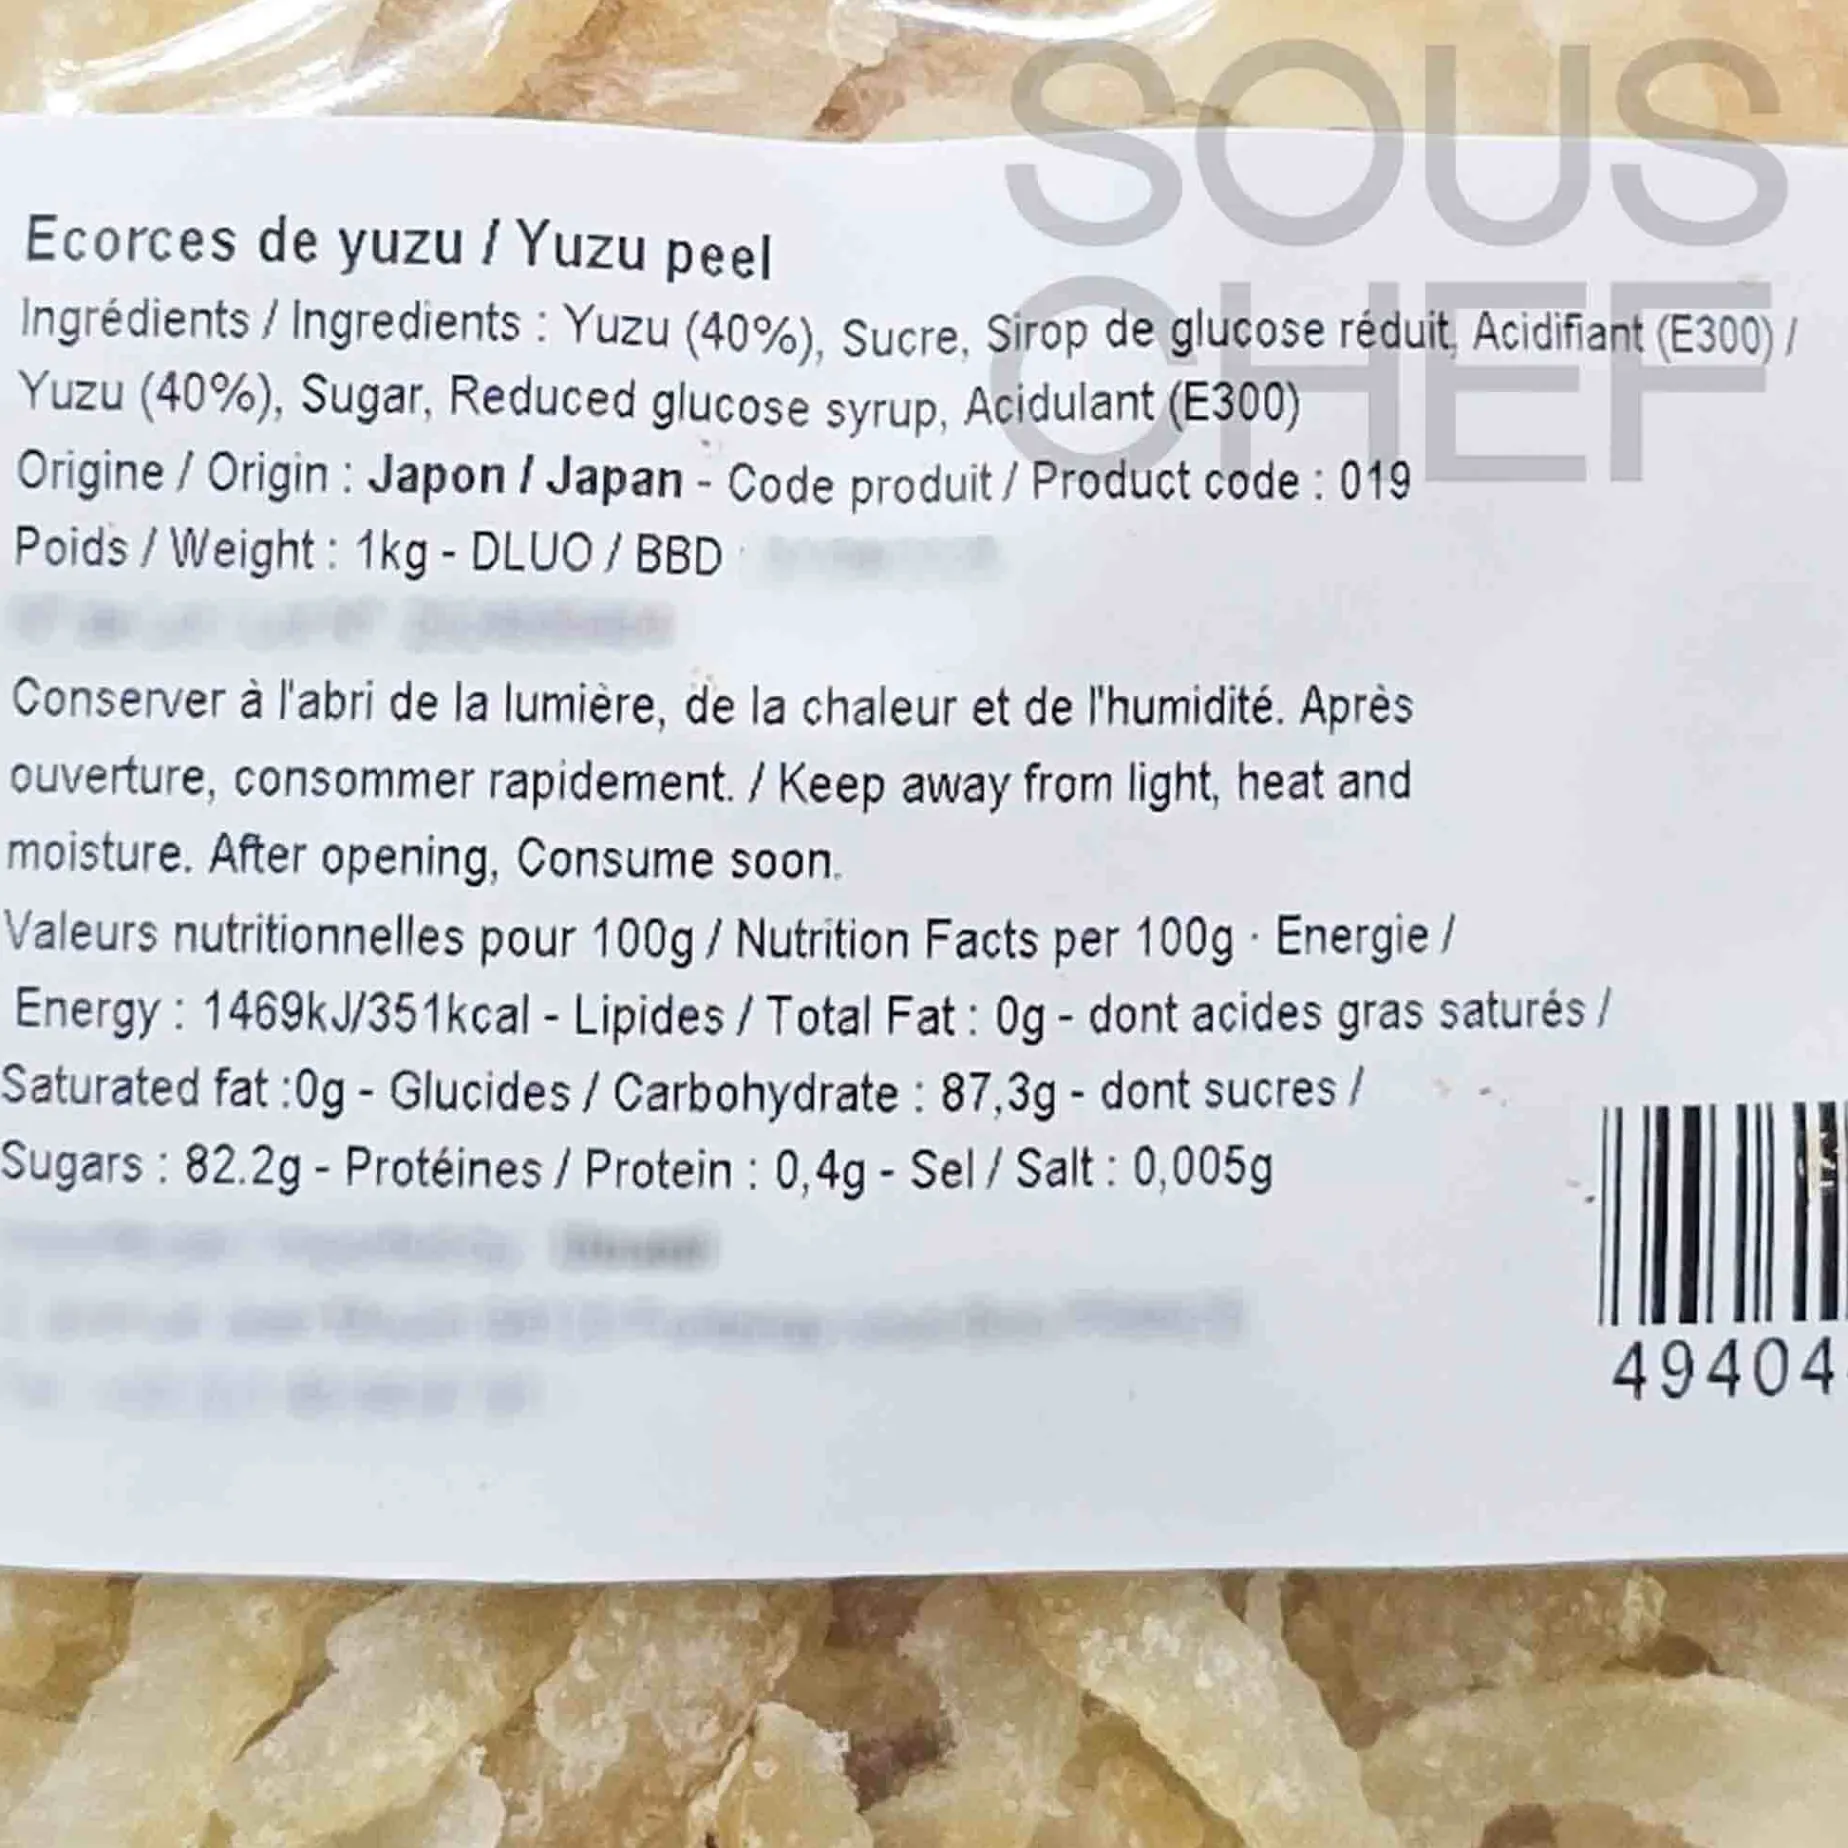 SOUS
CHEF
Ecorces de yuzu / Yuzu peel
Ingrédients / Ingredients : Yuzu (40%), Sucre, Sirop de glucose réduit, Acidifiant (E300) /
Yuzu (40%), Sugar, Reduced glucose syrup, Acidulant (E300)
Origine / Origin : Japon / Japan - Code produit / Product code : 019
Poids / Weight : 1kg - DLUO / BBD
Conserver à l'abri de la lumière, de la chaleur et de l'humidité. Après
ouverture, consommer rapidement. / Keep away from light, heat and
moisture. After opening, Consume soon.
Valeurs nutritionnelles pour 100g / Nutrition Facts per 100g · Energie /
Energy : 1469kJ/351kcal - Lipides / Total Fat : 0g - dont acides gras saturés /
Saturated fat :0g - Glucides / Carbohydrate : 87,3g - dont sucres /
Sugars : 82.2g - Protéines / Protein : 0,4g - Sel / Salt : 0,005g
49404